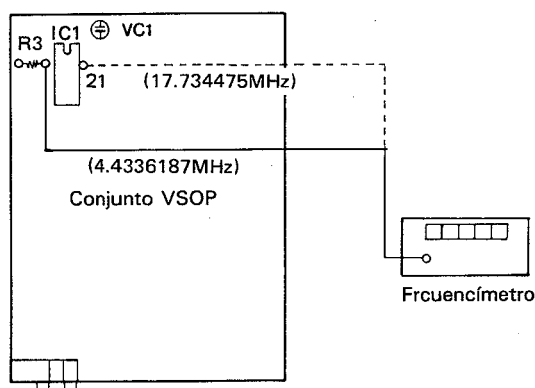 IC1 VC1
R3
21 (17.734475MHz)
(4.4336187MHz)
Conjunto VSOP
Frcuencímetro